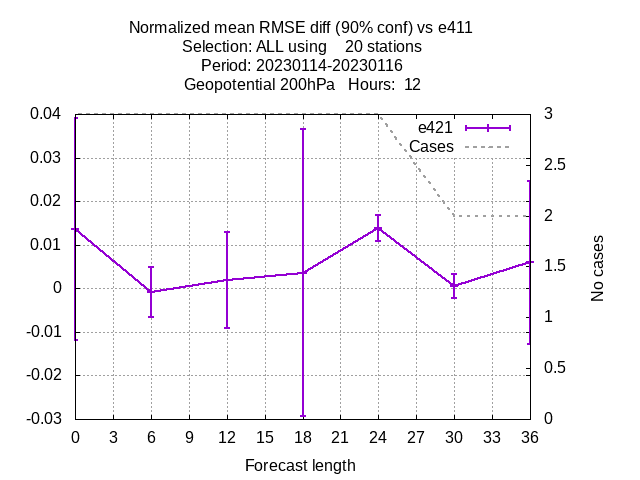 Normalized mean RMSE diff (90% conf) vs e411
Selection: ALL using    20 stations
Period: 20230114-20230116
Geopotential 200hPa   Hours:  12
0.04
0.03
0.02
0.01
0
-0.01
-0.02
-0.03
e421
Cases
3
2.5
2
1.5
1
0.5
0
No cases
0 3 6 9 12 15 18 21 24 27 30 33 36
Forecast length